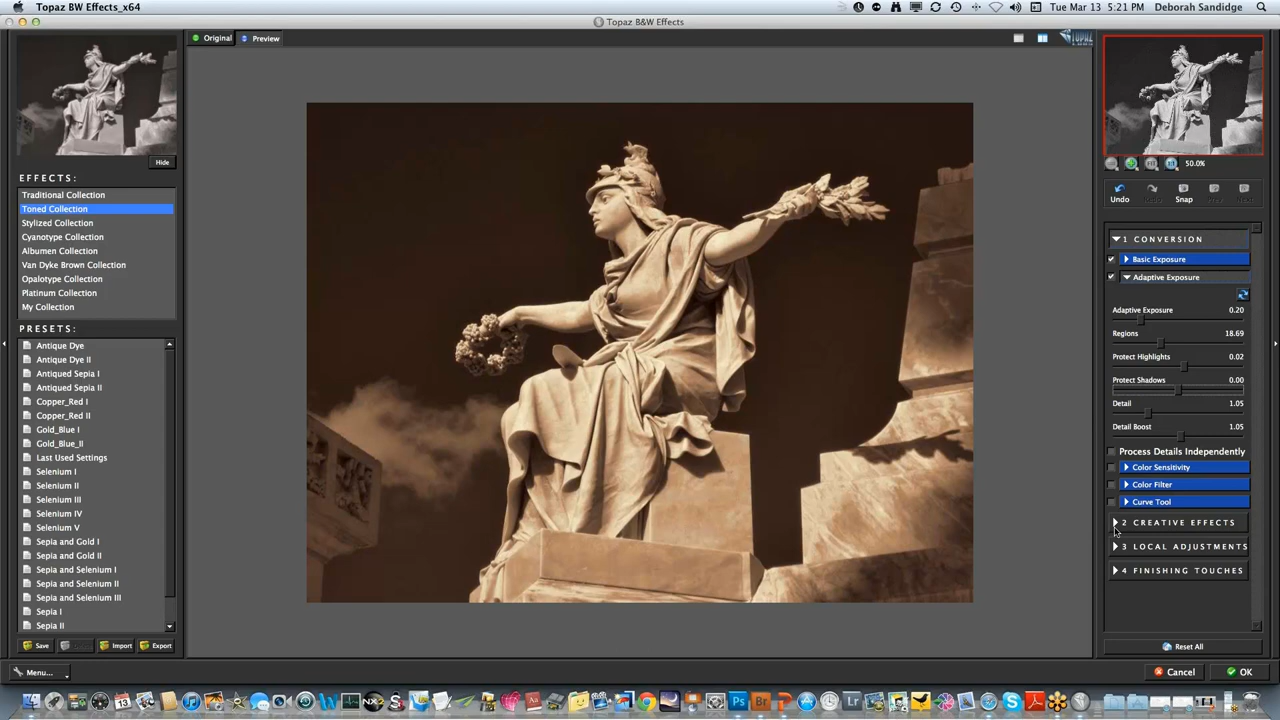 Topaz BW Effects_x64
Tue Mar 13 5:21 PM Deborah Sandidge
Topaz B&W Effects
Original
Preview
TOPAZ
Hide
EFFECTS:
Traditional Collection
Toned Collection
Stylized Collection
Cyanotype Collection
Albumen Collection
Van Dyke Brown Collection
Opalotype Collection
Platinum Collection
My Collection
PRESETS:
Antique Dye
Antique Dye II
Antiqued Sepia I
Antiqued Sepia II
Copper_Red I
Copper_Red II
Gold_Blue I
Gold_Blue_II
Last Used Settings
Selenium I
Selenium II
Selenium III
Selenium IV
Selenium V
Sepia and Gold I
Sepia and Gold II
Sepia and Selenium I
Sepia and Selenium II
Sepia and Selenium III
Sepia I
Sepia II
Save
Import
Export
Menu...
50.0%
Undo
Snap
1 CONVERSION
Basic Exposure
Adaptive Exposure
Adaptive Exposure 0.20
Regions 18.69
Protect Highlights 0.02
Protect Shadows 0.00
Detail 1.05
Detail Boost 1.05
Process Details Independently
Color Sensitivity
Color Filter
Curve Tool
2 CREATIVE EFFECTS
3 LOCAL ADJUSTMENTS
4 FINISHING TOUCHES
Reset All
Cancel
OK
13
NX2
Ps
Br
Lr